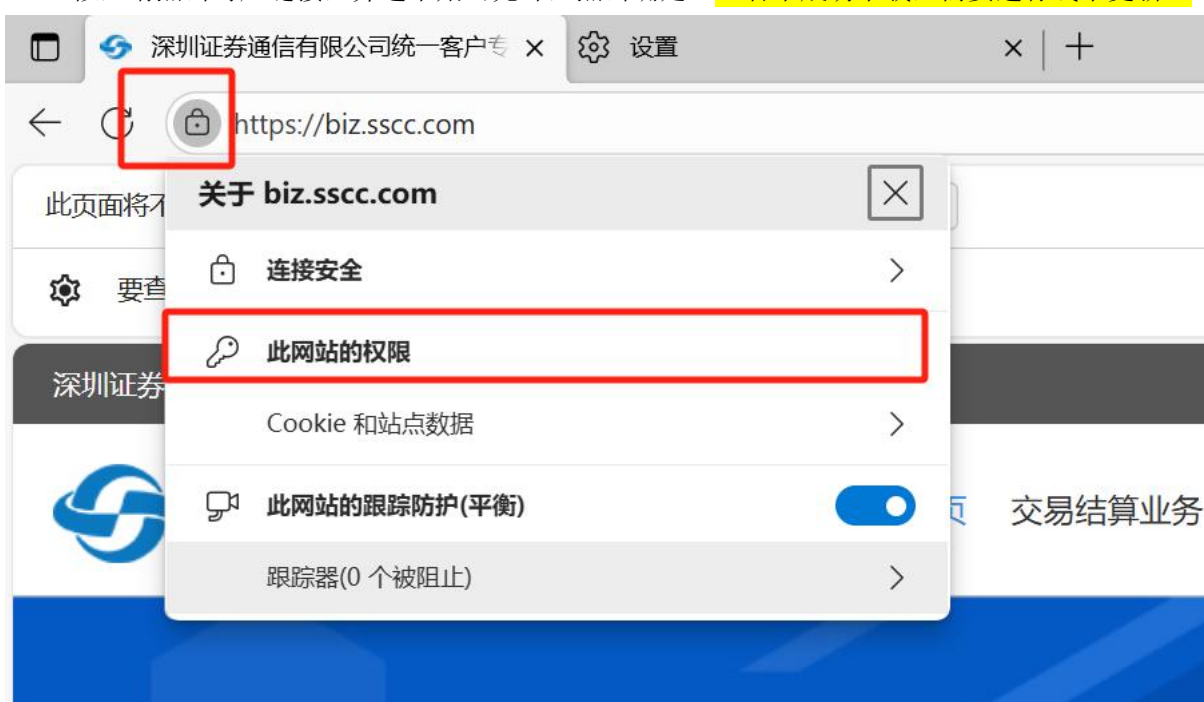 深圳证券通信有限公司统一客户专
设置
https://biz.sscc.com
此页面将不
关于 biz.sscc.com
要查
连接安全
此网站的权限
深圳证券
Cookie 和站点数据
此网站的跟踪防护(平衡)
页 交易结算业务
跟踪器(0 个被阻止)